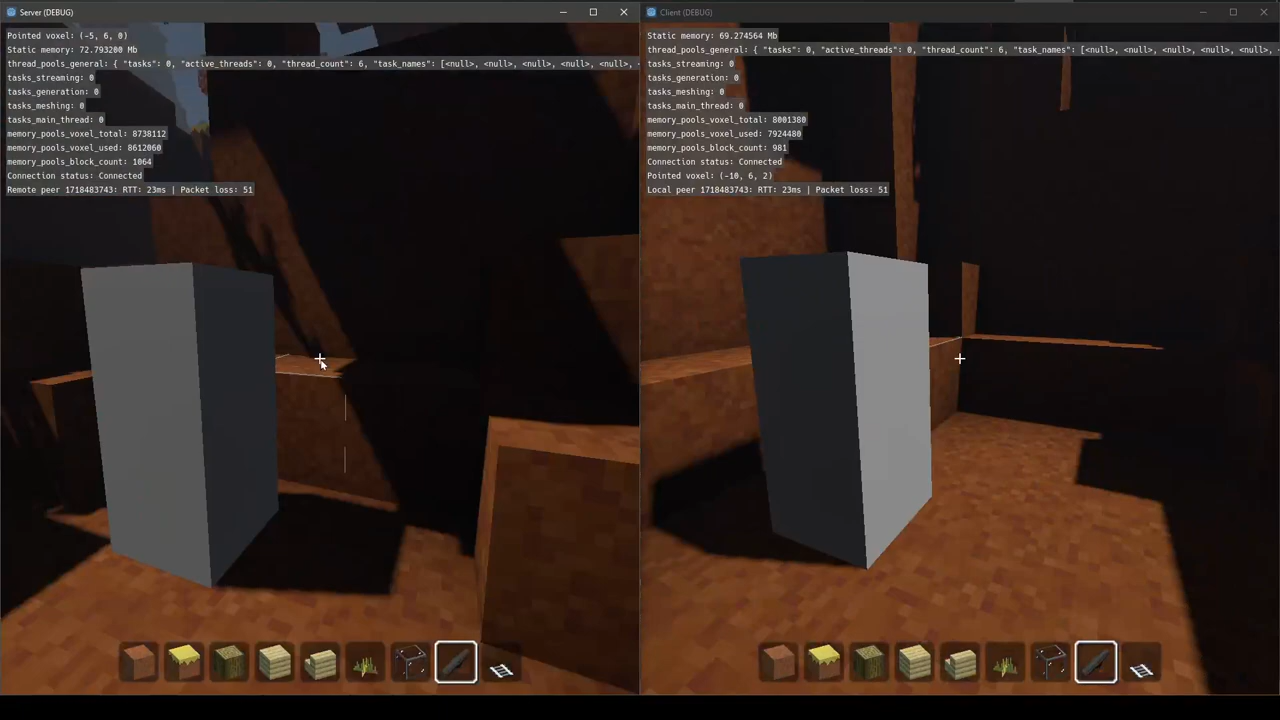 Server (DEBUG)
Pointed voxel: (-5, 6, 0)
Static memory: 72.793280 Mb
thread_pools_general: { "tasks": 0, "active_threads": 0, "thread_count": 6, "task_names": [<null>, <null>, <null>, <null>, <null>,
tasks_streaming: 0
tasks_generation: 0
tasks_meshing: 0
tasks_main_thread: 0
memory_pools_voxel_total: 8738112
memory_pools_voxel_used: 8612060
memory_pools_block_count: 1064
Connection status: Connected
Remote peer 1718483743: RTT: 23ms | Packet loss: 51
Client (DEBUG)
Static memory: 69.274564 Mb
thread_pools_general: { "tasks": 0, "active_threads": 0, "thread_count": 6, "task_names": [<null>, <null>, <null>, <null>, <null>,
tasks_streaming: 0
tasks_generation: 0
tasks_meshing: 0
tasks_main_thread: 0
memory_pools_voxel_total: 8001380
memory_pools_voxel_used: 7924480
memory_pools_block_count: 981
Connection status: Connected
Pointed voxel: (-10, 6, 2)
Local peer 1718483743: RTT: 23ms | Packet loss: 51